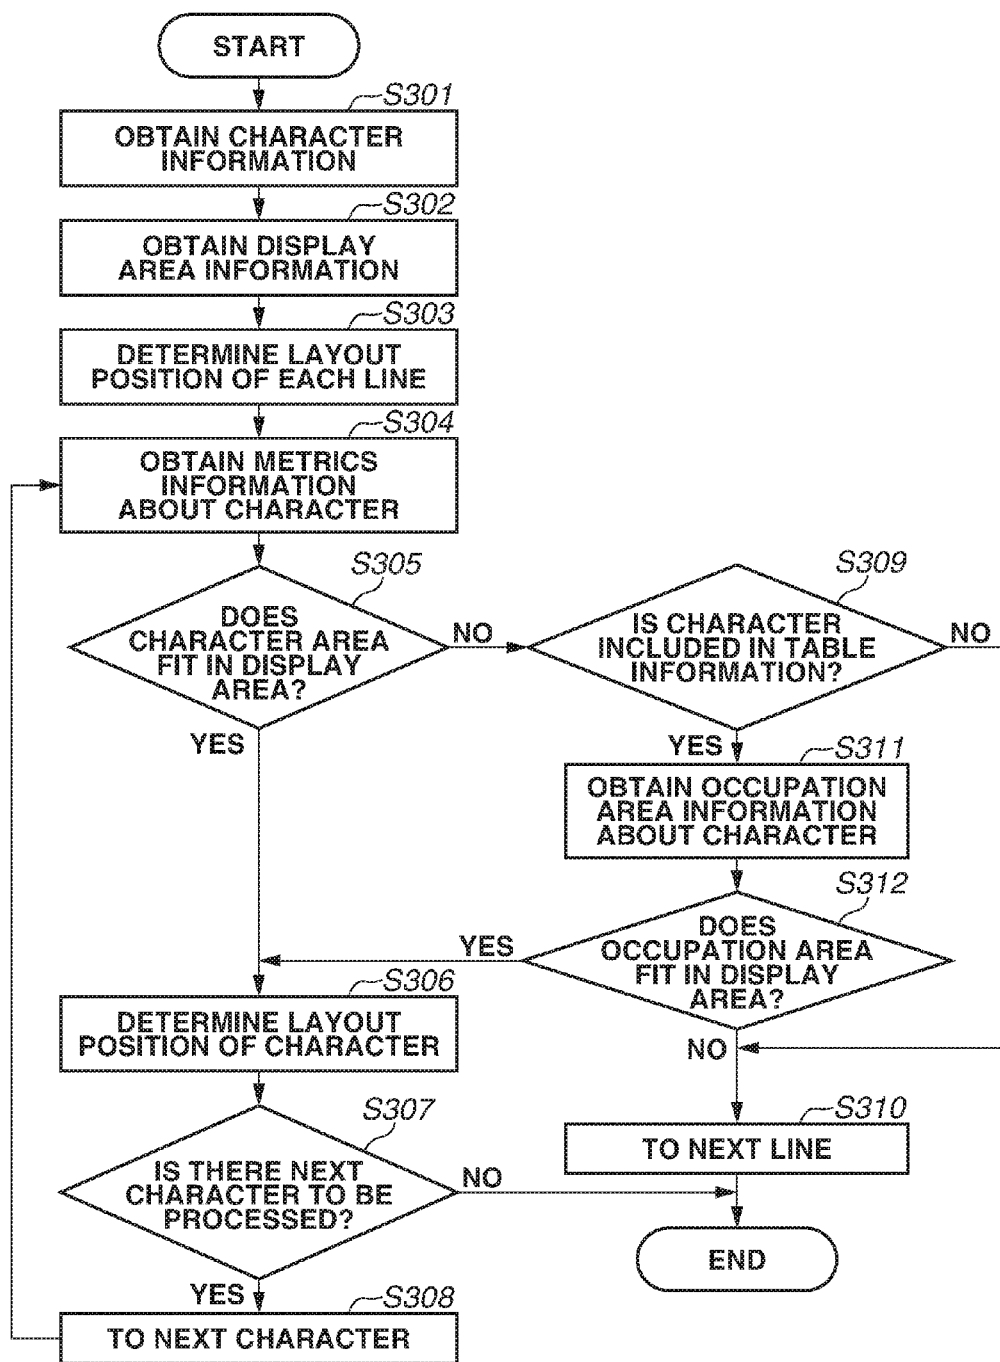 START
S301
OBTAIN CHARACTER
INFORMATION
S302
OBTAIN DISPLAY
AREA INFORMATION
S303
DETERMINE LAYOUT
POSITION OF EACH LINE
S304
OBTAIN METRICS
INFORMATION
ABOUT CHARACTER
S305
DOES
CHARACTER AREA
FIT IN DISPLAY
AREA?
NO
YES
S309
IS CHARACTER
INCLUDED IN TABLE
INFORMATION?
NO
YES
S311
OBTAIN OCCUPATION
AREA INFORMATION
ABOUT CHARACTER
S312
DOES
OCCUPATION AREA
FIT IN DISPLAY
AREA?
YES
NO
S306
DETERMINE LAYOUT
POSITION OF CHARACTER
S307
IS THERE NEXT
CHARACTER TO BE
PROCESSED?
NO
YES
S308
TO NEXT CHARACTER
S310
TO NEXT LINE
END